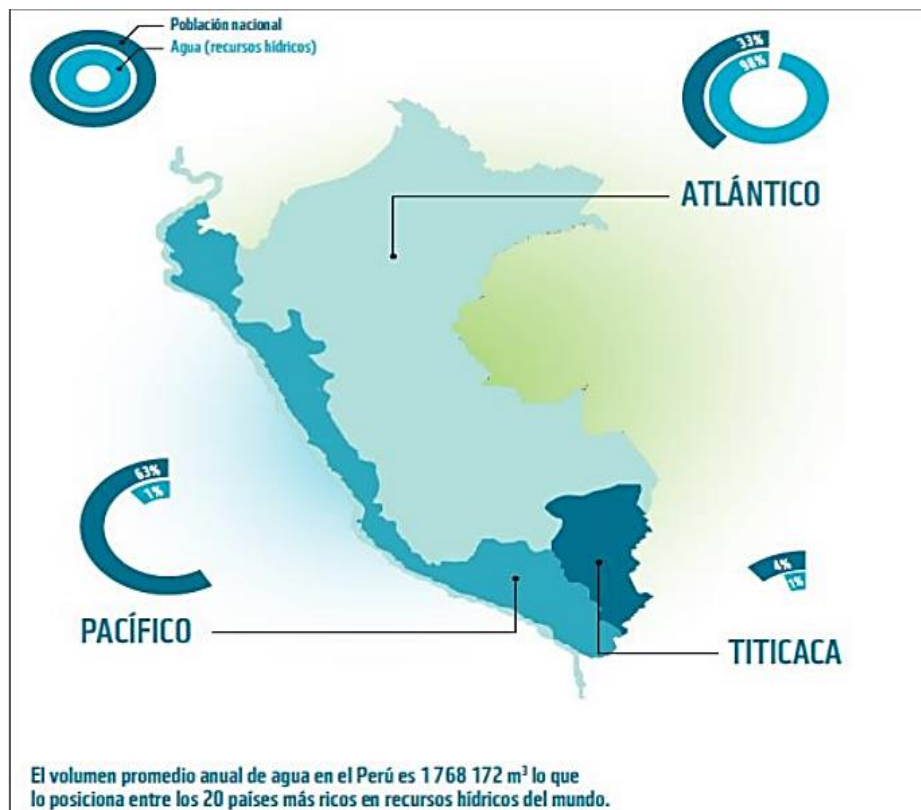 Población nacional
Agua (recursos hídricos)
33%
98%
ATLÁNTICO
63%
1%
PACÍFICO
4%
1%
TITICACA
El volumen promedio anual de agua en el Perú es 1 768 172 m³ lo que
lo posiciona entre los 20 países más ricos en recursos hídricos del mundo.